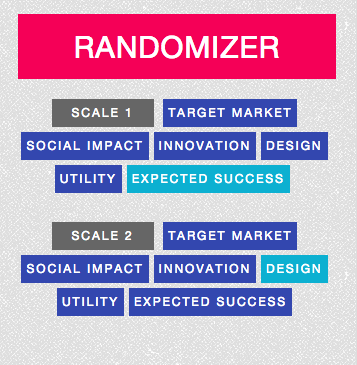 RANDOMIZER
SCALE 1 TARGET MARKET
SOCIAL IMPACT INNOVATION DESIGN
UTILITY EXPECTED SUCCESS
SCALE 2 TARGET MARKET
SOCIAL IMPACT INNOVATION DESIGN
UTILITY EXPECTED SUCCESS